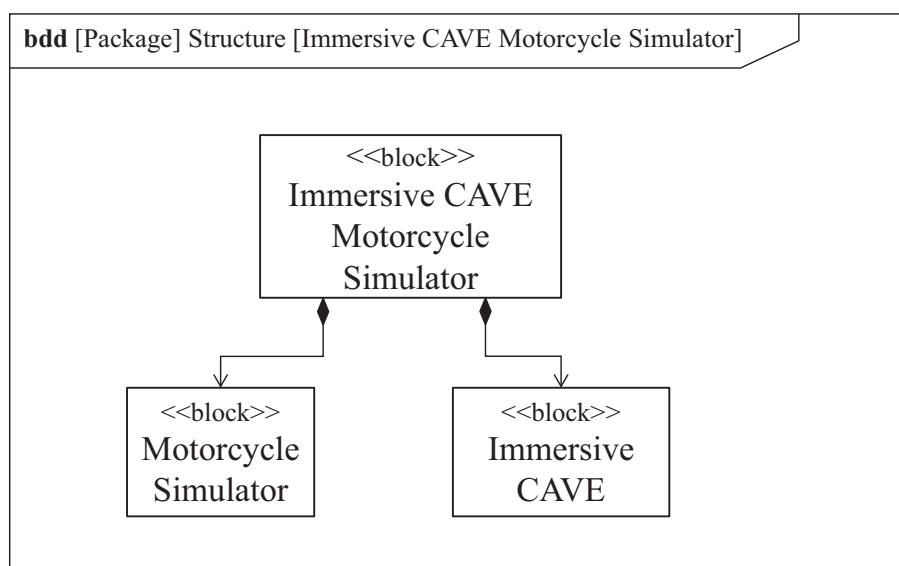 bdd [Package] Structure [Immersive CAVE Motorcycle Simulator]
<<block>>
Immersive CAVE
Motorcycle
Simulator
<<block>>
Motorcycle
Simulator
<<block>>
Immersive
CAVE